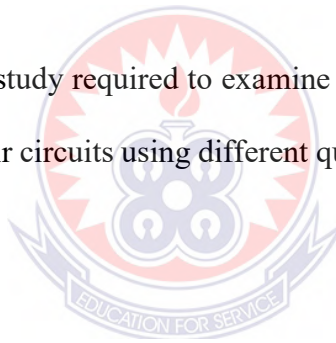 study required to examine
r circuits using different qu
EDUCATION FOR SERVICE